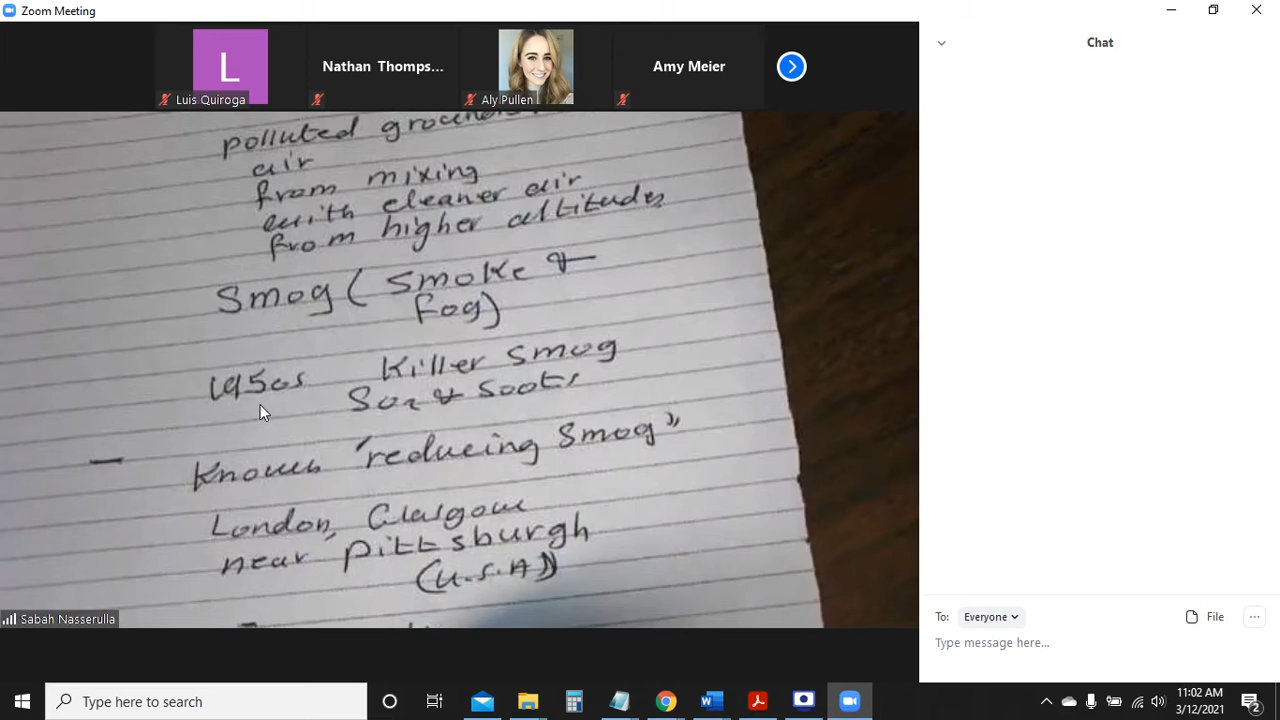 Zoom Meeting
L
Luis Quiroga
Nathan Thomps...
Aly Pullen
Amy Meier
Chat
polluted
air
from mixing
with cleaner air
from higher altitudes
Smog (Smoke &
fog)
1950s Killer Smog
SO2 & Soots
— Known "reducing Smog"
London, Glasgow
near, pittsburgh
(U.S.A)
Sabah Nasserulla
To: Everyone
File
...
Type message here...
Type here to search
11:02 AM
3/12/2021
2